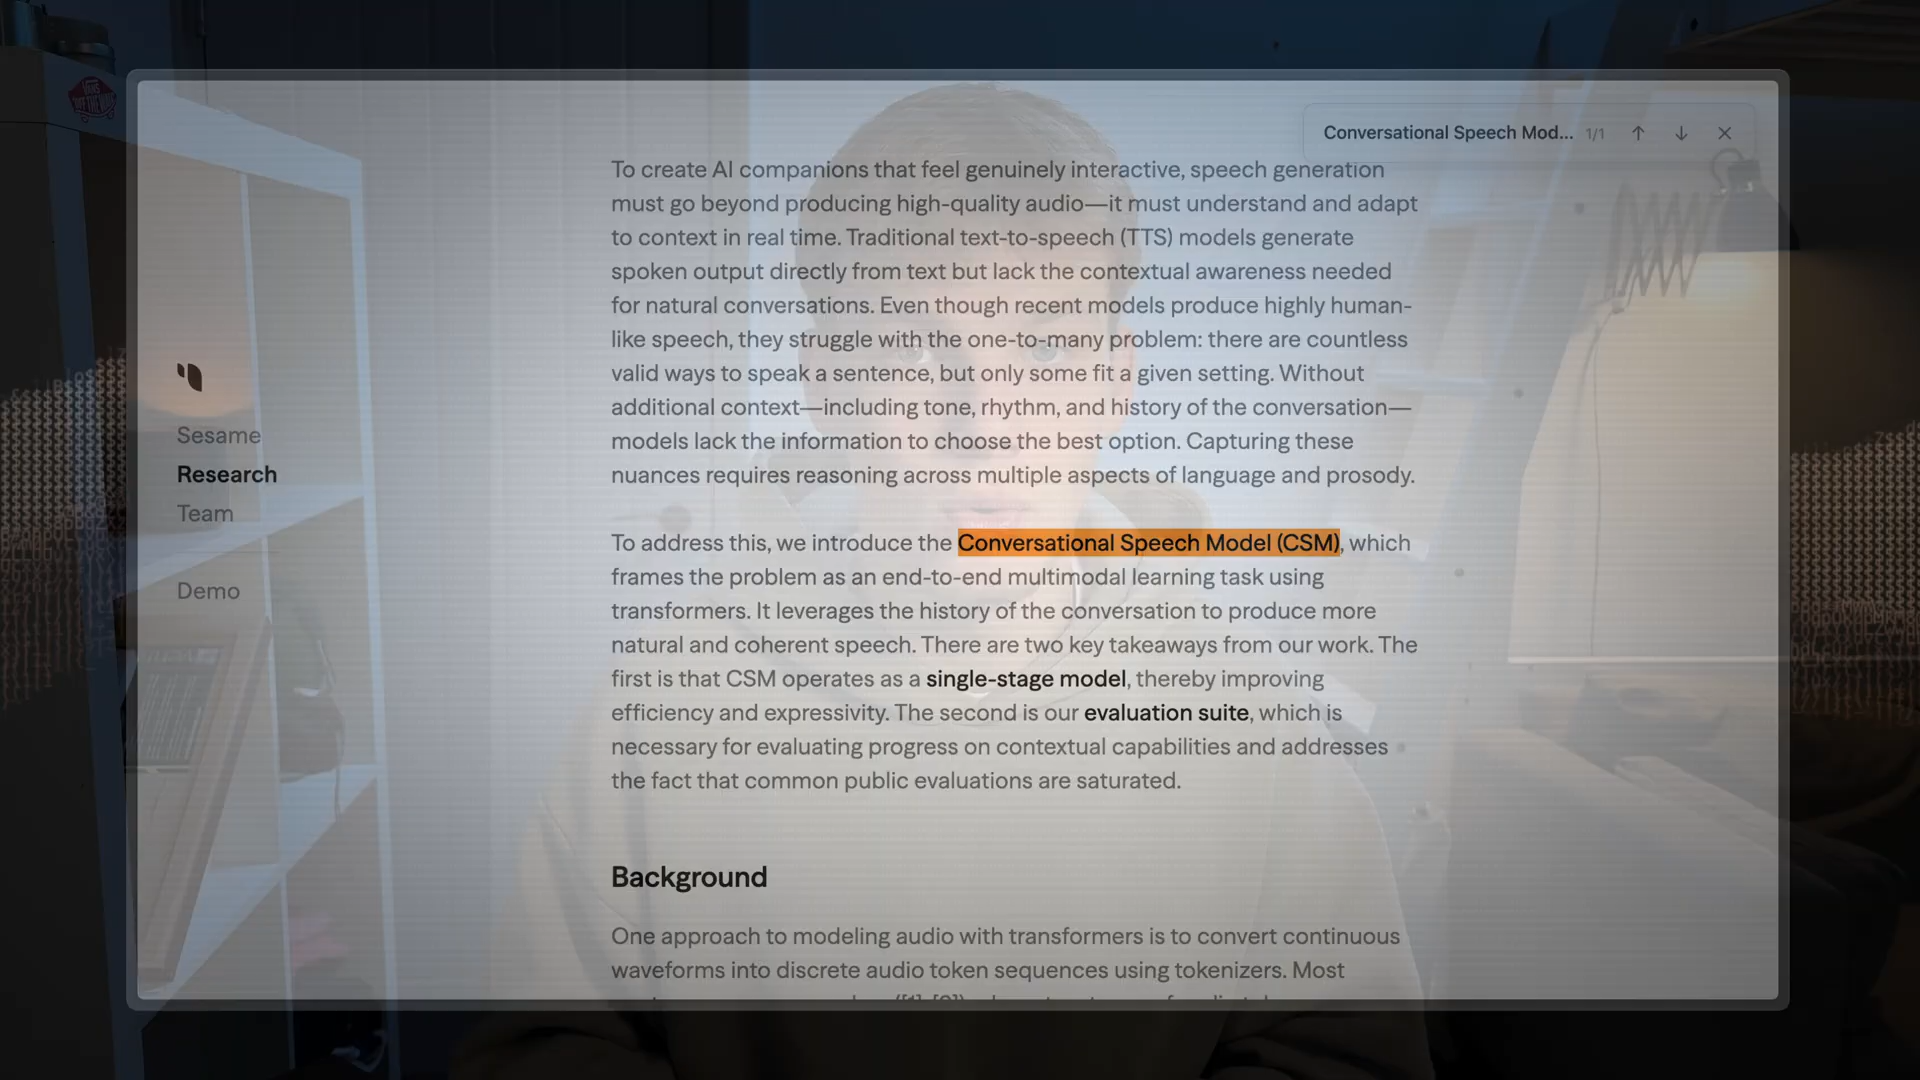 Conversational Speech Mod... 1/1
To create AI companions that feel genuinely interactive, speech generation
must go beyond producing high-quality audio—it must understand and adapt
to context in real time. Traditional text-to-speech (TTS) models generate
spoken output directly from text but lack the contextual awareness needed
for natural conversations. Even though recent models produce highly human-
like speech, they struggle with the one-to-many problem: there are countless
valid ways to speak a sentence, but only some fit a given setting. Without
additional context—including tone, rhythm, and history of the conversation—
models lack the information to choose the best option. Capturing these
nuances requires reasoning across multiple aspects of language and prosody.
Sesame
Research
Team
Demo
To address this, we introduce the Conversational Speech Model (CSM), which
frames the problem as an end-to-end multimodal learning task using
transformers. It leverages the history of the conversation to produce more
natural and coherent speech. There are two key takeaways from our work. The
first is that CSM operates as a single-stage model, thereby improving
efficiency and expressivity. The second is our evaluation suite, which is
necessary for evaluating progress on contextual capabilities and addresses
the fact that common public evaluations are saturated.
Background
One approach to modeling audio with transformers is to convert continuous
waveforms into discrete audio token sequences using tokenizers. Most
VANS
"OFF THE WALL"